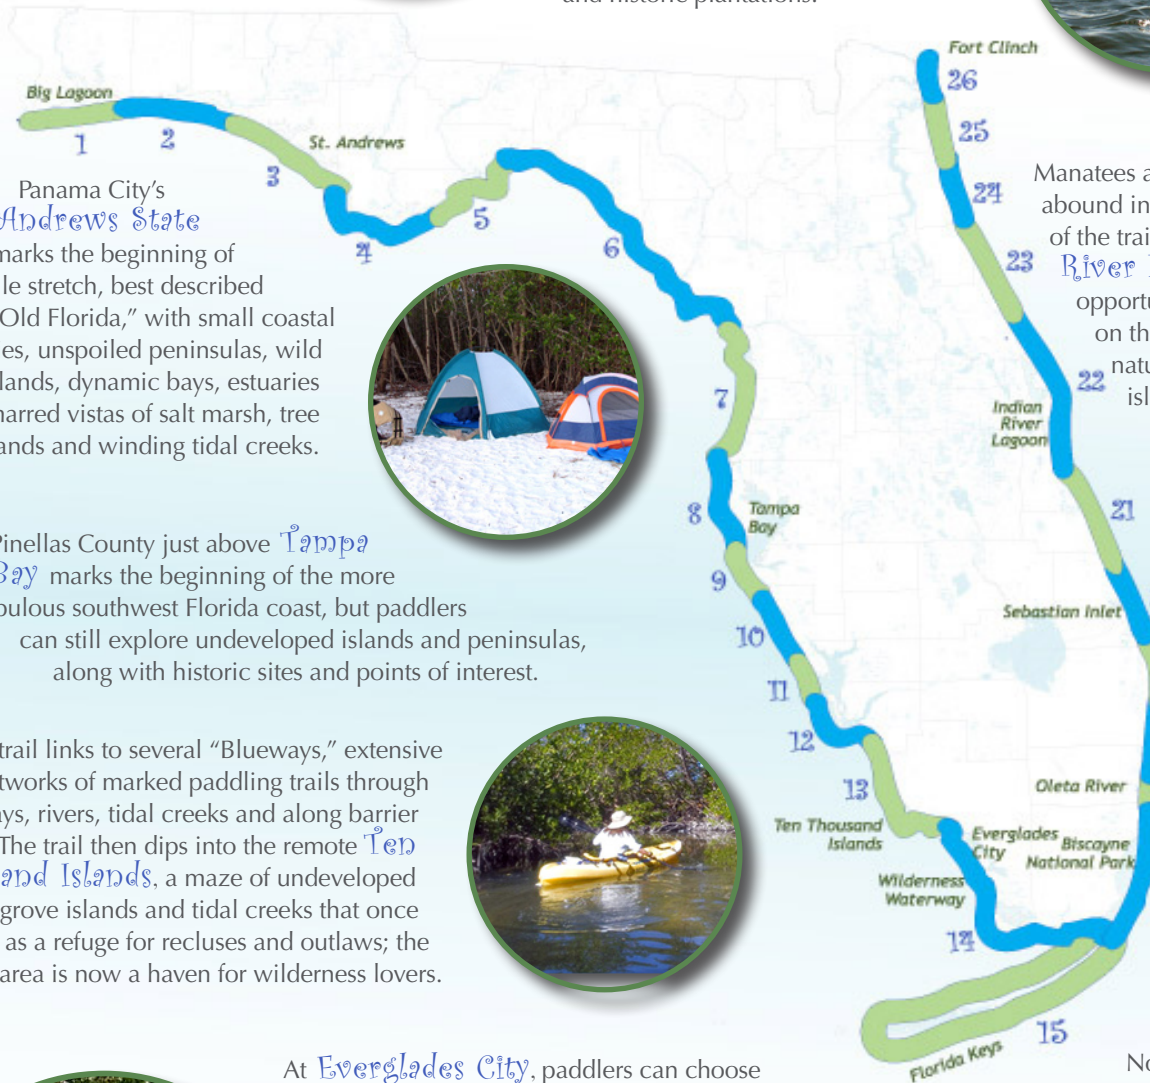 and historic plantations.
Fort Clinch
26
25
24
23
22
Indian
River
Lagoon
21
Sebastian Inlet
Oleta River
Biscayne
National Park
Big Lagoon
1
2
3
St. Andrews
4
5
6
7
8
Tampa
Bay
9
10
11
12
13
Ten Thousand
Islands
Everglades
City
Wilderness
Waterway
14
15
Florida Keys
Panama City's
Andrews State
marks the beginning of
le stretch, best described
Old Florida,” with small coastal
es, unspoiled peninsulas, wild
lands, dynamic bays, estuaries
arred vistas of salt marsh, tree
ands and winding tidal creeks.
Manatees a
abound in
of the trai
River
opportu
on th
natu
isl
Pinellas County just above Tampa
Bay marks the beginning of the more
pulous southwest Florida coast, but paddlers
can still explore undeveloped islands and peninsulas,
along with historic sites and points of interest.
trail links to several “Blueways,” extensive
tworks of marked paddling trails through
ys, rivers, tidal creeks and along barrier
The trail then dips into the remote Ten
and Islands, a maze of undeveloped
grove islands and tidal creeks that once
as a refuge for recluses and outlaws; the
area is now a haven for wilderness lovers.
At Everglades City, paddlers can choose
No